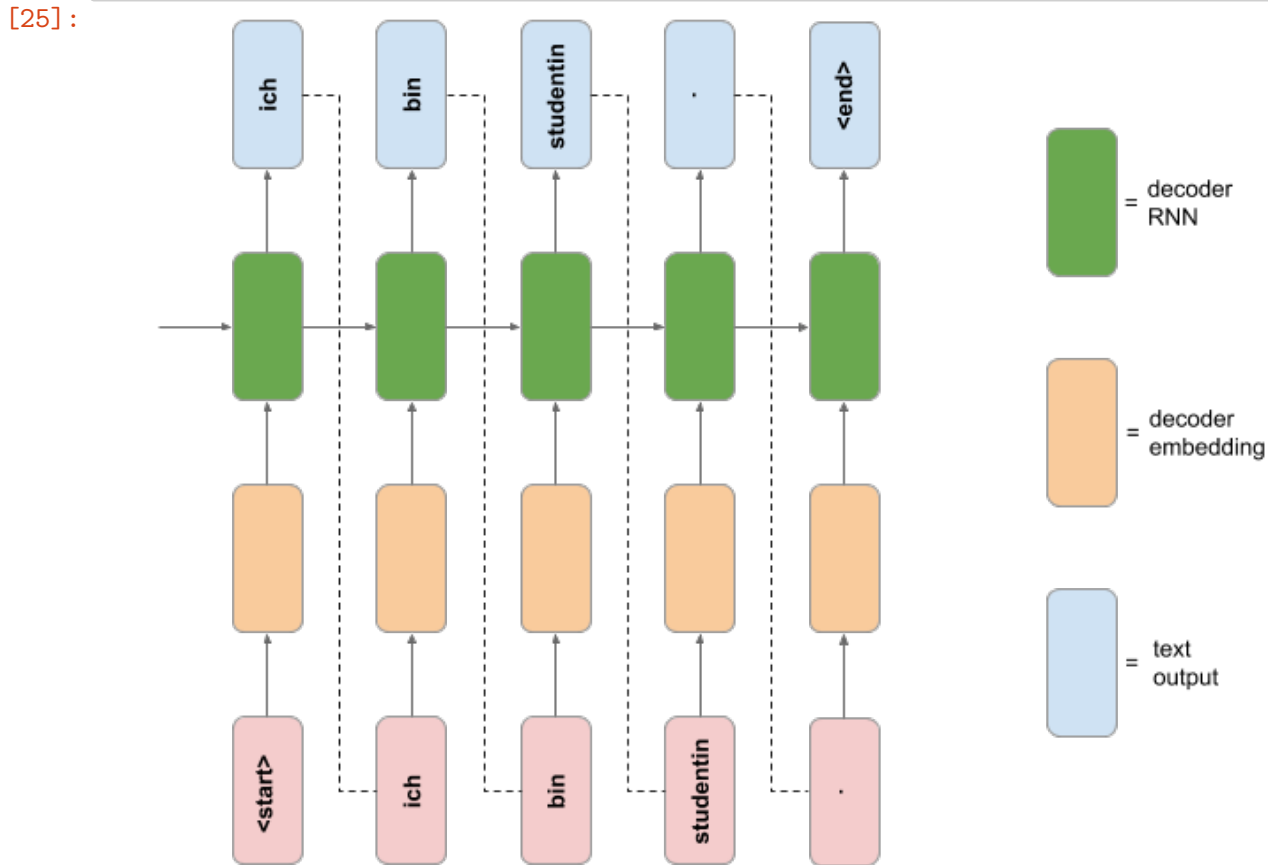 [25]:
ich
bin
studentin
.
<end>
= decoder
RNN
= decoder
embedding
= text
output
<start>
ich
bin
studentin
.